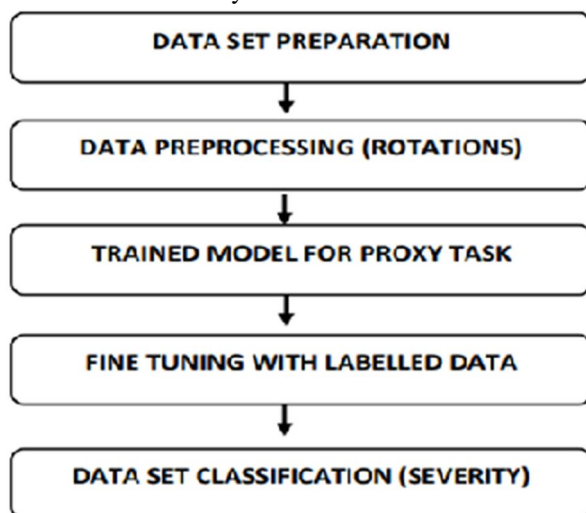 DATA SET PREPARATION
DATA PREPROCESSING (ROTATIONS)
TRAINED MODEL FOR PROXY TASK
FINE TUNING WITH LABELLED DATA
DATA SET CLASSIFICATION (SEVERITY)